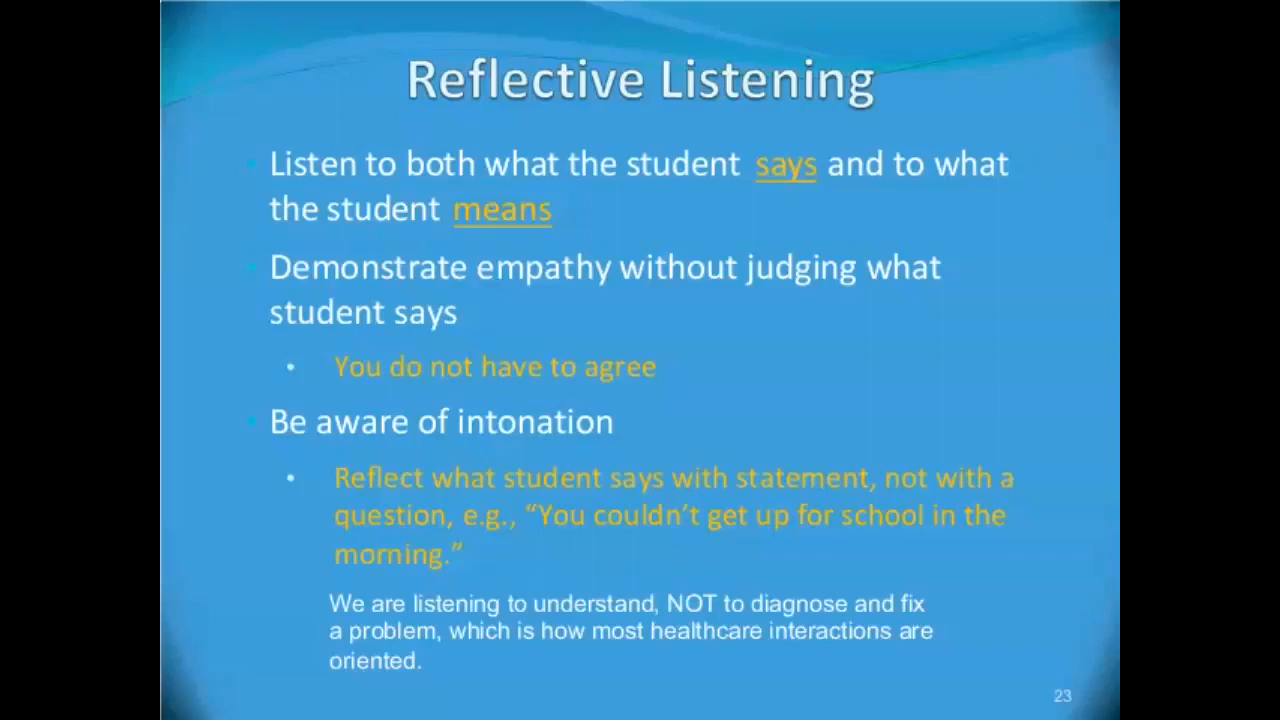 Reflective Listening
Listen to both what the student says and to what
the student means
Demonstrate empathy without judging what
student says
• You do not have to agree
Be aware of intonation
• Reflect what student says with statement, not with a
question, e.g., “You couldn’t get up for school in the
morning.”
We are listening to understand, NOT to diagnose and fix
a problem, which is how most healthcare interactions are
oriented.
23